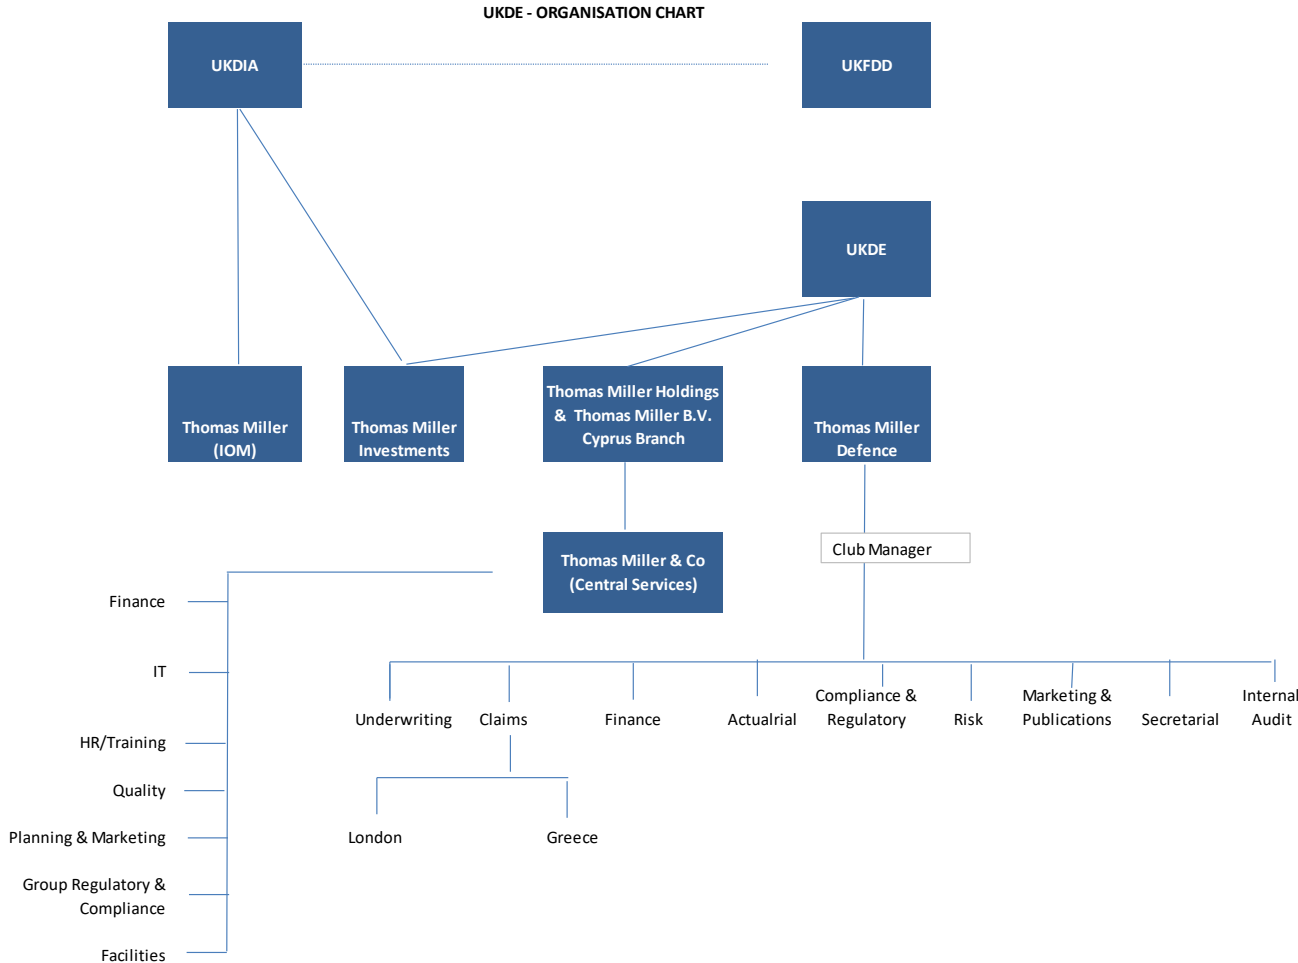 UKDE - ORGANISATION CHART
UKDIA
UKFDD
UKDE
Thomas Miller
(IOM)
Thomas Miller
Investments
Thomas Miller Holdings
& Thomas Miller B.V.
Cyprus Branch
Thomas Miller
Defence
Thomas Miller & Co
(Central Services)
Club Manager
Finance
IT
HR/Training
Quality
Planning & Marketing
Group Regulatory &
Compliance
Facilities
Underwriting
Claims
Finance
Actualrial
Compliance &
Regulatory
Risk
Marketing &
Publications
Secretarial
Internal
Audit
London
Greece